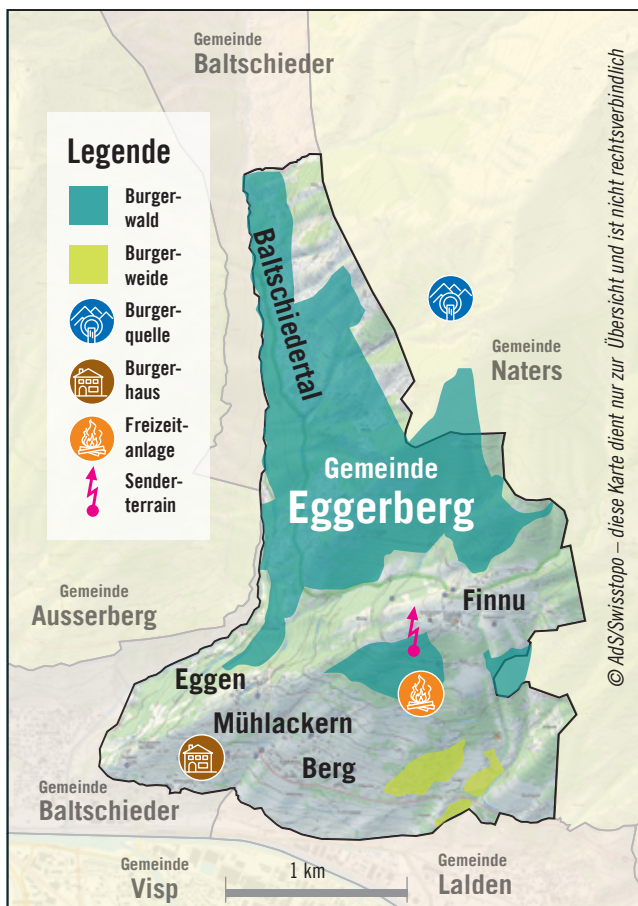 Gemeinde
Baltschieder
Legende
Burger-
wald
Burger-
weide
Burger-
quelle
Burger-
haus
Freizeit-
anlage
Sender-
terrain
Baltschiedertal
Gemeinde
Naters
Gemeinde
Eggerberg
Gemeinde
Ausserberg
Finnu
Eggen
Mühlackern
Berg
Gemeinde
Baltschieder
Gemeinde
Visp
1 km
Gemeinde
Lalden
© AdS/Swisstopo – diese Karte dient nur zur Übersicht und ist nicht rechtsverbindlich